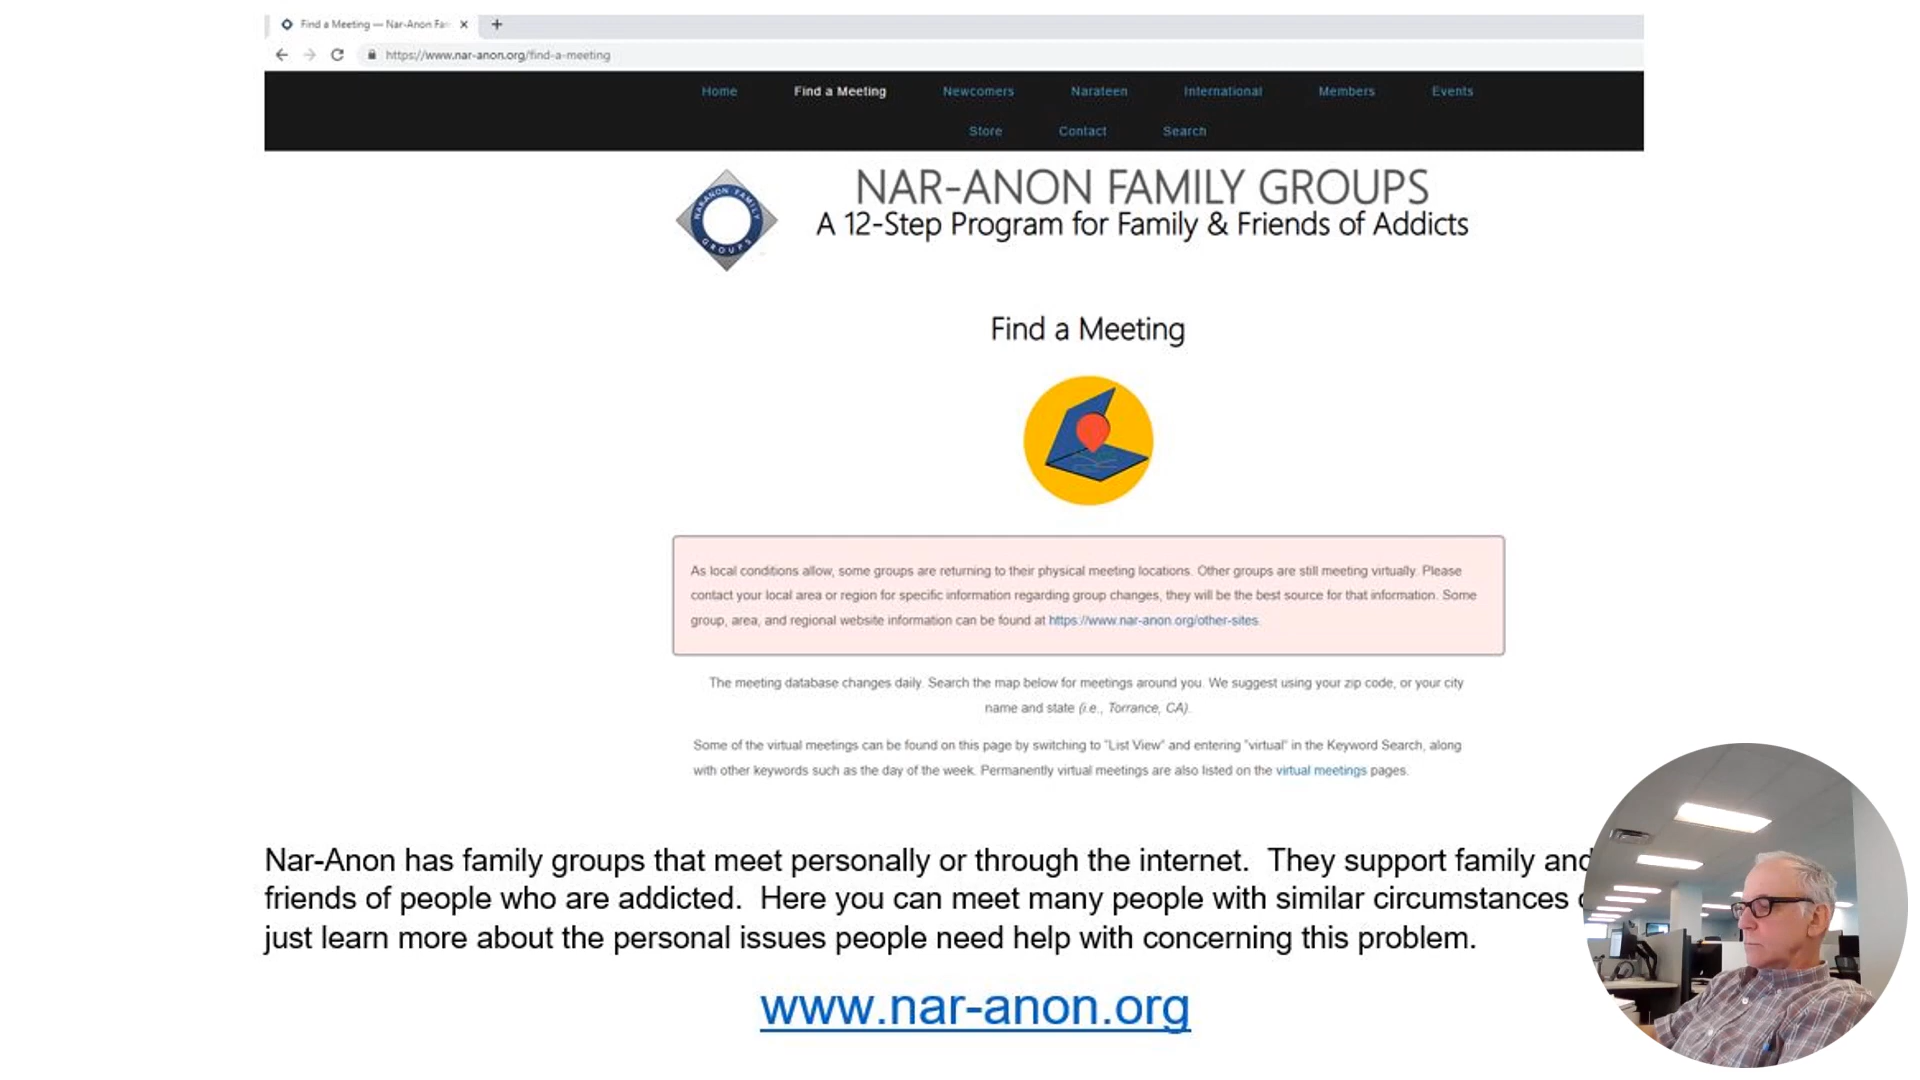 Find a Meeting — Nar-Anon Fam
https://www.nar-anon.org/find-a-meeting
Home Find a Meeting Newcomers Narateen International Members Events
Store Contact Search
NARANON FAMILY GROUPS
NAR-ANON FAMILY GROUPS
A 12-Step Program for Family & Friends of Addicts
Find a Meeting
As local conditions allow, some groups are returning to their physical meeting locations. Other groups are still meeting virtually. Please
contact your local area or region for specific information regarding group changes, they will be the best source for that information. Some
group, area, and regional website information can be found at https://www.nar-anon.org/other-sites.
The meeting database changes daily. Search the map below for meetings around you. We suggest using your zip code, or your city
name and state (i.e., Torrance, CA).
Some of the virtual meetings can be found on this page by switching to "List View" and entering "virtual" in the Keyword Search, along
with other keywords such as the day of the week. Permanently virtual meetings are also listed on the virtual meetings pages.
Nar-Anon has family groups that meet personally or through the internet. They support family and
friends of people who are addicted. Here you can meet many people with similar circumstances
just learn more about the personal issues people need help with concerning this problem.
www.nar-anon.org